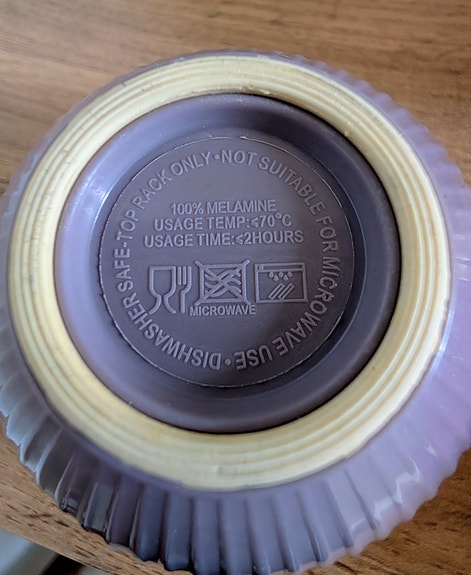 DISHWASHER SAFE-TOP RACK ONLY•NOT SUITABLE FOR MICROWAVE USE•
100% MELAMINE
USAGE TEMP:≤70°C
USAGE TIME:≤2HOURS
MICROWAVE